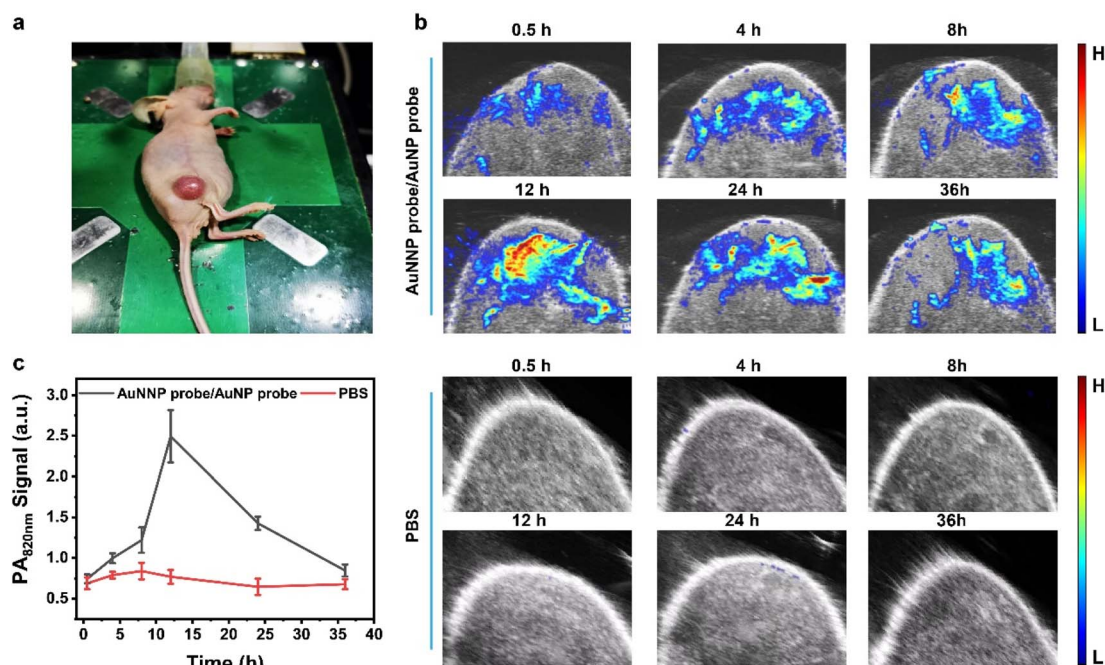 a
b
0.5 h
4 h
8h
H
AuNNP probe/AuNP probe
12 h
24 h
36h
L
c
AuNNP probe/AuNP probe
PBS
PA820nm Signal (a.u.)
3.0
2.5
2.0
1.5
1.0
0.5
0 5 10 15 20 25 30 35 40
Time (h)
0.5 h
4 h
8h
H
PBS
12 h
24 h
36h
L